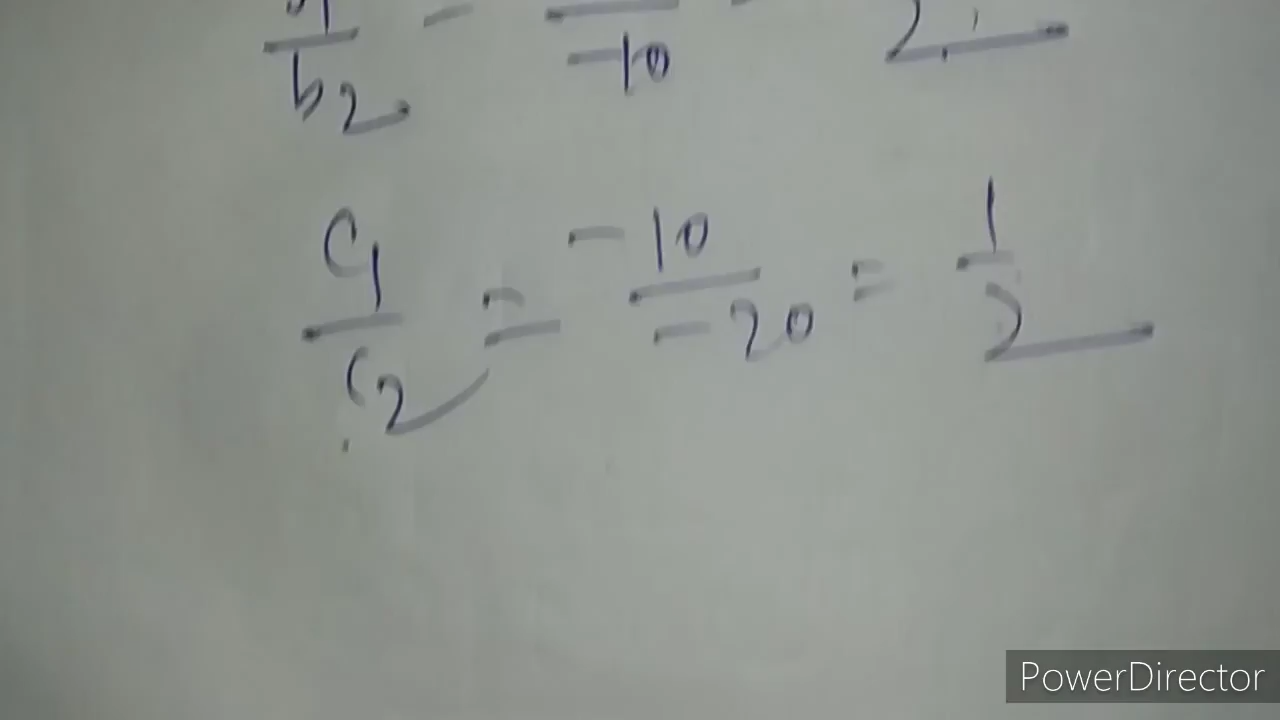 b2 = -10 = 2
c1/c2 = -10/-20 = 1/2
PowerDirector